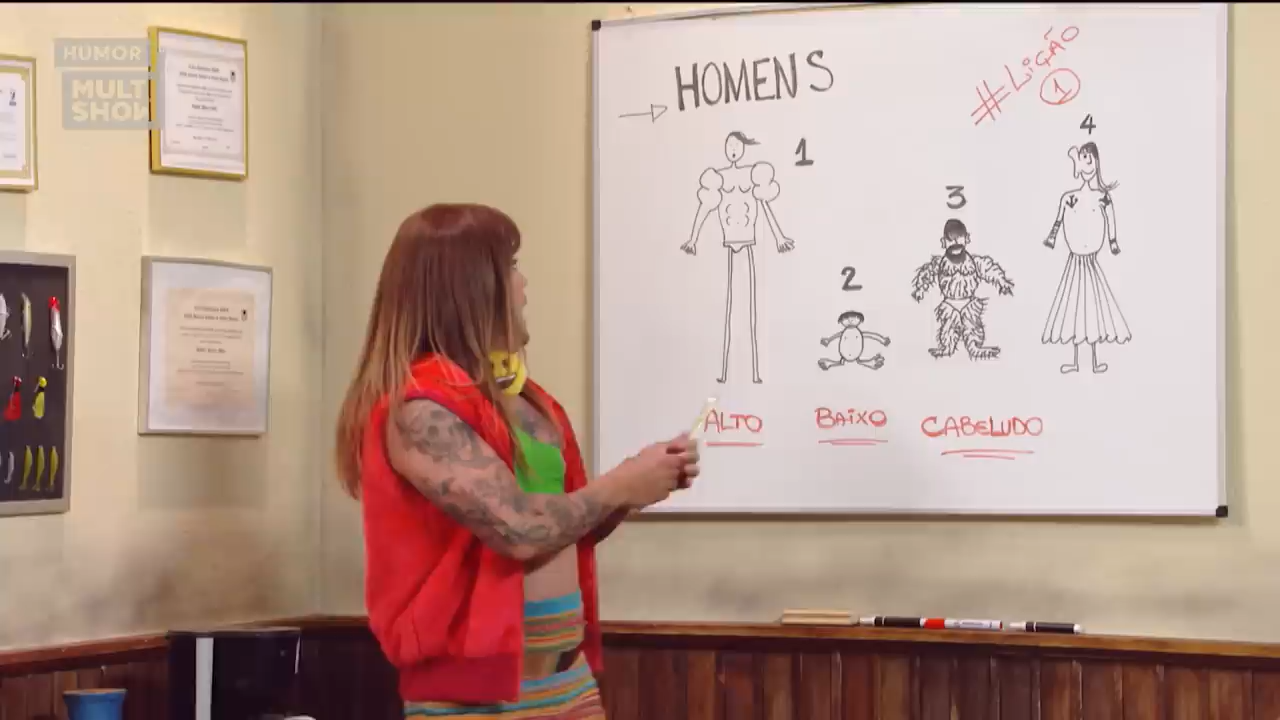 HUMOR
MULTI
SHOW
HOMENS
#LiÇÃO
1
1
2
3
4
ALTO
BAiXO
CABELUDO